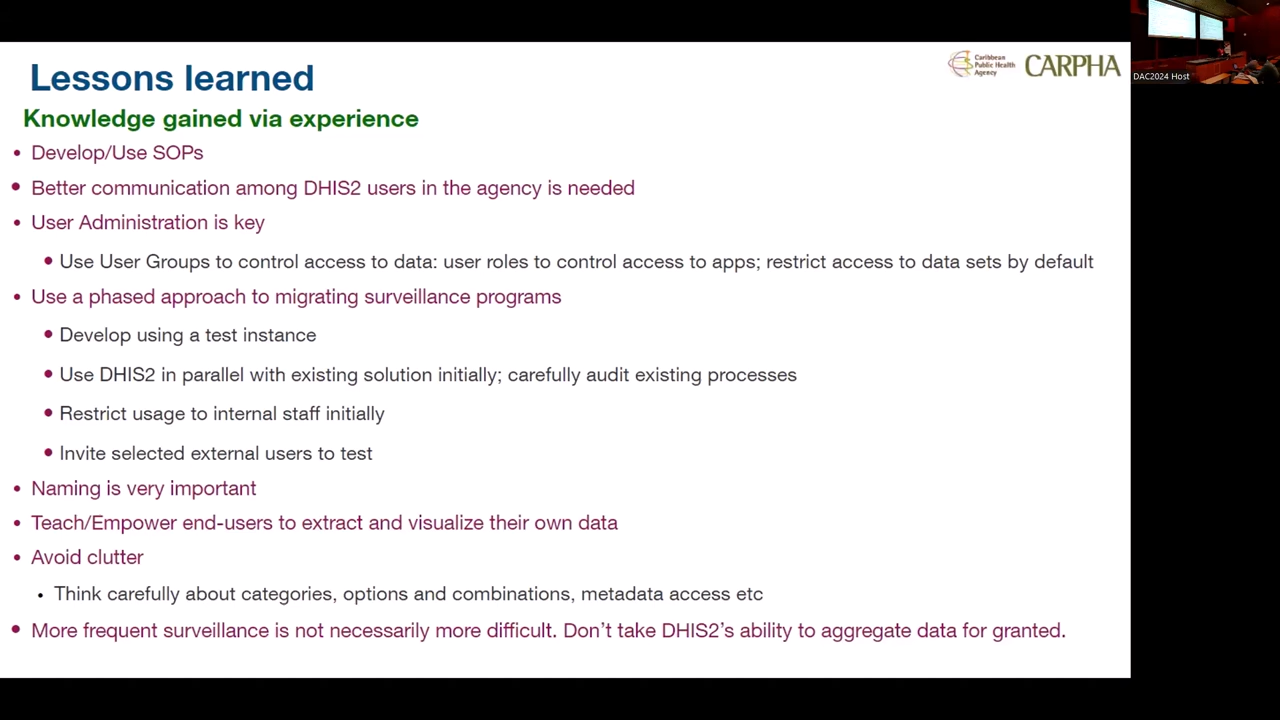 Lessons learned
Caribbean
Public Health
Agency
CARPHA
DAC2024 Host
Knowledge gained via experience
• Develop/Use SOPs
• Better communication among DHIS2 users in the agency is needed
• User Administration is key
• Use User Groups to control access to data: user roles to control access to apps; restrict access to data sets by default
• Use a phased approach to migrating surveillance programs
• Develop using a test instance
• Use DHIS2 in parallel with existing solution initially; carefully audit existing processes
• Restrict usage to internal staff initially
• Invite selected external users to test
• Naming is very important
• Teach/Empower end-users to extract and visualize their own data
• Avoid clutter
• Think carefully about categories, options and combinations, metadata access etc
• More frequent surveillance is not necessarily more difficult. Don’t take DHIS2’s ability to aggregate data for granted.